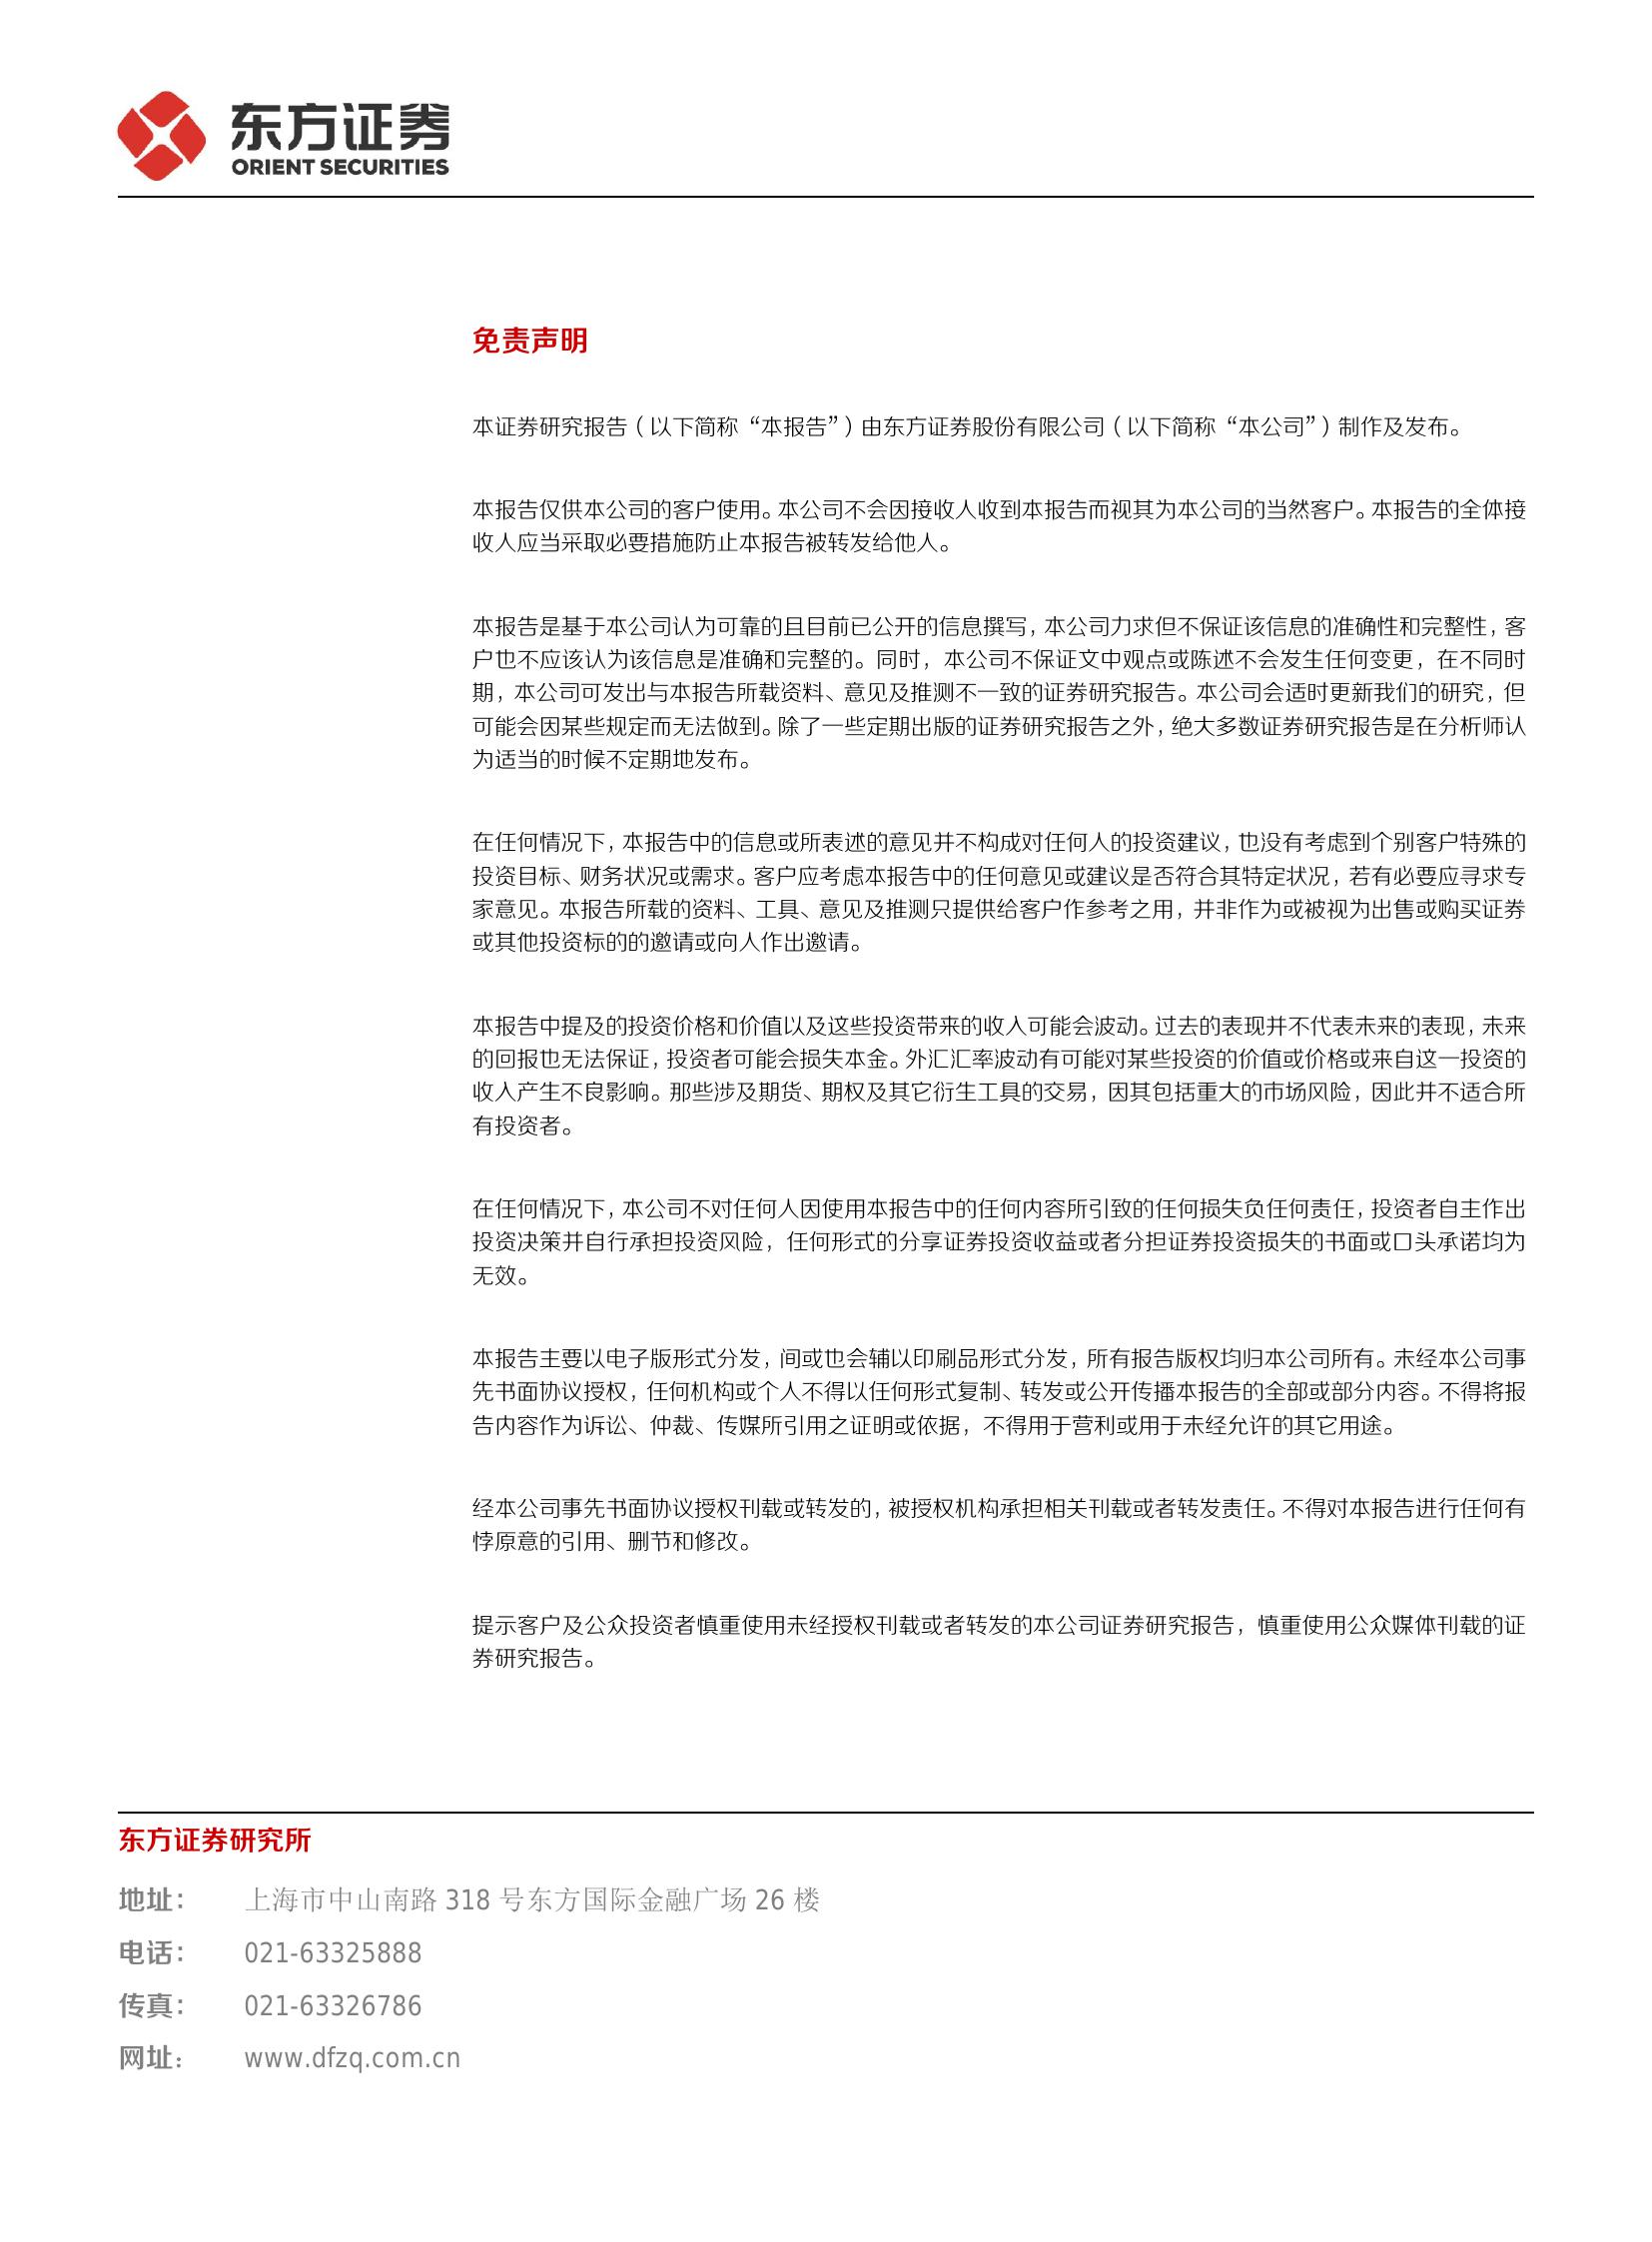 东方证券
ORIENT SECURITIES
免责声明
本证券研究报告（以下简称“本报告”）由东方证券股份有限公司（以下简称“本公司”）制作及发布。
本报告仅供本公司的客户使用。本公司不会因接收人收到本报告而视其为本公司的当然客户。本报告的全体接
收人应当采取必要措施防止本报告被转发给他人。
本报告是基于本公司认为可靠的且目前已公开的信息撰写，本公司力求但不保证该信息的准确性和完整性，客
户也不应该认为该信息是准确和完整的。同时，本公司不保证文中观点或陈述不会发生任何变更，在不同时
期，本公司可发出与本报告所载资料、意见及推测不一致的证券研究报告。本公司会适时更新我们的研究，但
可能会因某些规定而无法做到。除了一些定期出版的证券研究报告之外，绝大多数证券研究报告是在分析师认
为适当的时候不定期地发布。
在任何情况下，本报告中的信息或所表述的意见并不构成对任何人的投资建议，也没有考虑到个别客户特殊的
投资目标、财务状况或需求。客户应考虑本报告中的任何意见或建议是否符合其特定状况，若有必要应寻求专
家意见。本报告所载的资料、工具、意见及推测只提供给客户作参考之用，并非作为或被视为出售或购买证券
或其他投资标的的邀请或向人作出邀请。
本报告中提及的投资价格和价值以及这些投资带来的收入可能会波动。过去的表现并不代表未来的表现，未来
的回报也无法保证，投资者可能会损失本金。外汇汇率波动有可能对某些投资的价值或价格或来自这一投资的
收入产生不良影响。那些涉及期货、期权及其它衍生工具的交易，因其包括重大的市场风险，因此并不适合所
有投资者。
在任何情况下，本公司不对任何人因使用本报告中的任何内容所引致的任何损失负任何责任，投资者自主作出
投资决策并自行承担投资风险，任何形式的分享证券投资收益或者分担证券投资损失的书面或口头承诺均为
无效。
本报告主要以电子版形式分发，间或也会辅以印刷品形式分发，所有报告版权均归本公司所有。未经本公司事
先书面协议授权，任何机构或个人不得以任何形式复制、转发或公开传播本报告的全部或部分内容。不得将报
告内容作为诉讼、仲裁、传媒所引用之证明或依据，不得用于营利或用于未经允许的其它用途。
经本公司事先书面协议授权刊载或转发的，被授权机构承担相关刊载或者转发责任。不得对本报告进行任何有
悖原意的引用、删节和修改。
提示客户及公众投资者慎重使用未经授权刊载或者转发的本公司证券研究报告，慎重使用公众媒体刊载的证
券研究报告。
东方证券研究所
地址： 上海市中山南路 318 号东方国际金融广场 26 楼
电话： 021-63325888
传真： 021-63326786
网址： www.dfzq.com.cn